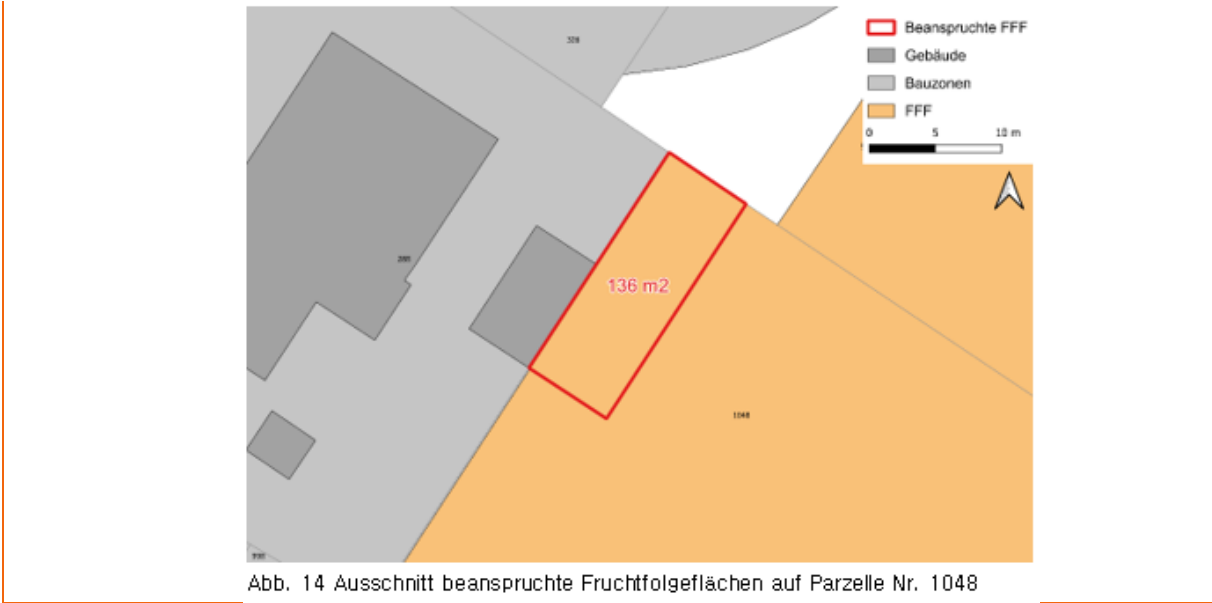 326
Beanspruchte FFF
Gebäude
Bauzonen
FFF
0 5 10 m
136 m2
1048
Abb. 14 Ausschnitt beanspruchte Fruchtfolgeflächen auf Parzelle Nr. 1048